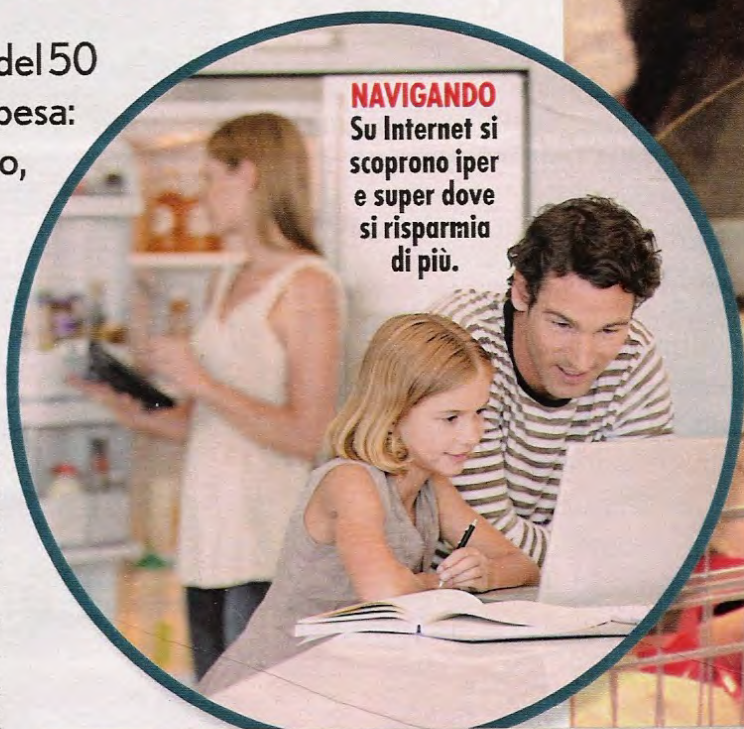 del 50
pesa:
o,
NAVIGANDO
Su Internet si
scoprono iper
e super dove
si risparmia
di più.